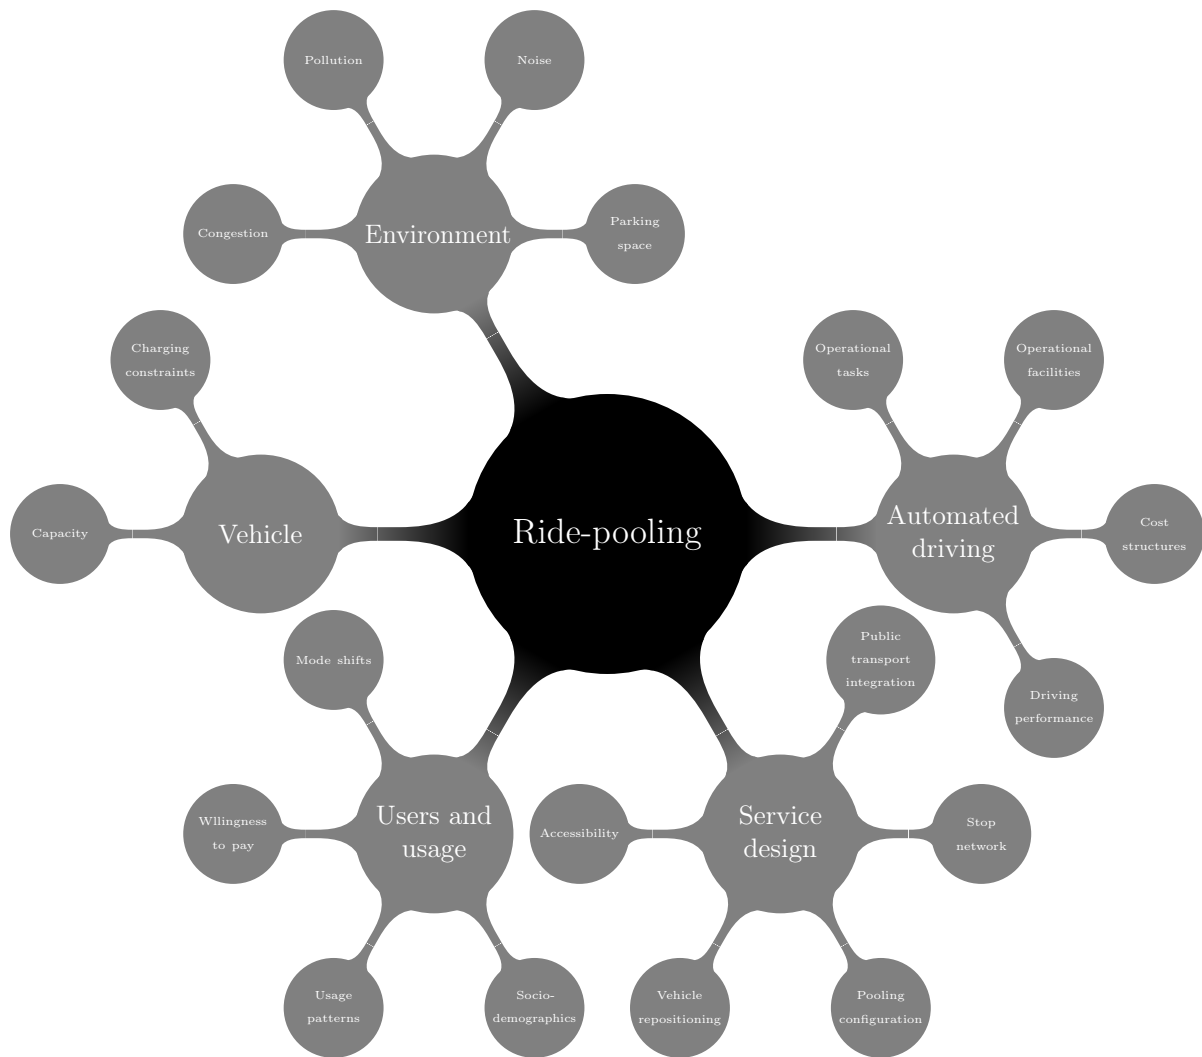 Pollution
Noise
Congestion
Environment
Parking
space
Charging
constraints
Operational
tasks
Operational
facilities
Capacity
Vehicle
Ride-pooling
Automated
driving
Cost
structures
Mode shifts
Public
transport
integration
Driving
performance
Wllingness
to pay
Users and
usage
Accessibility
Service
design
Stop
network
Usage
patterns
Socio-
demographics
Vehicle
repositioning
Pooling
configuration